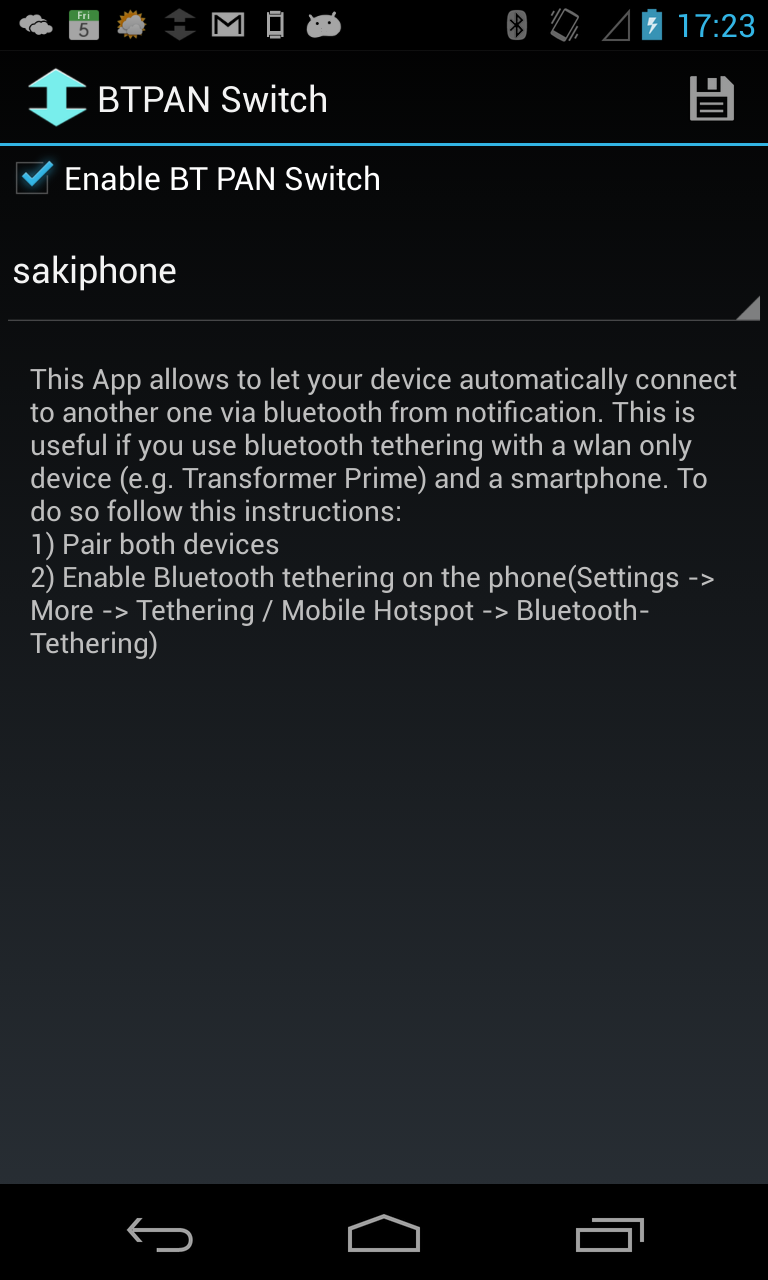 Fri
5
17:23
BTPAN Switch
Enable BT PAN Switch
sakiphone
This App allows to let your device automatically connect
to another one via bluetooth from notification. This is
useful if you use bluetooth tethering with a wlan only
device (e.g. Transformer Prime) and a smartphone. To
do so follow this instructions:
1) Pair both devices
2) Enable Bluetooth tethering on the phone(Settings ->
More -> Tethering / Mobile Hotspot -> Bluetooth-
Tethering)